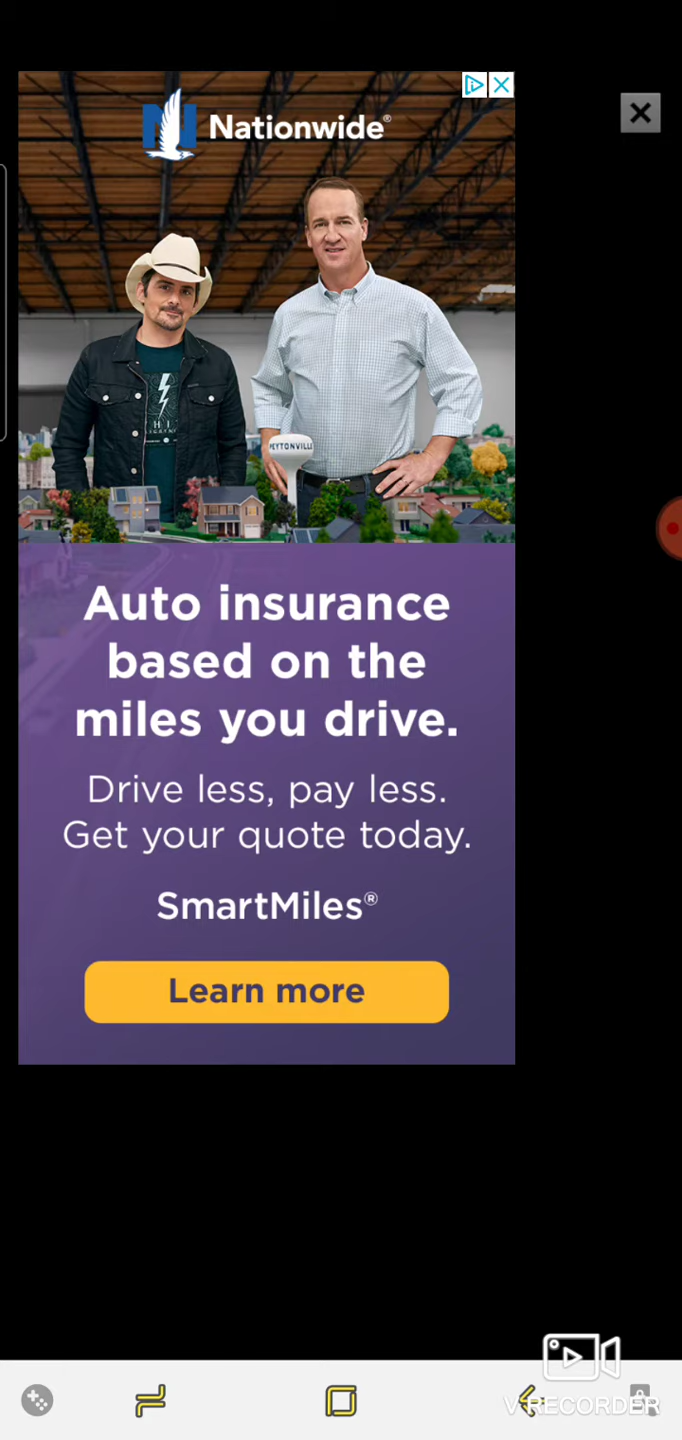 Nationwide®
PEYTONVILLE
Auto insurance
based on the
miles you drive.
Drive less, pay less.
Get your quote today.
SmartMiles®
Learn more
V RECORDER